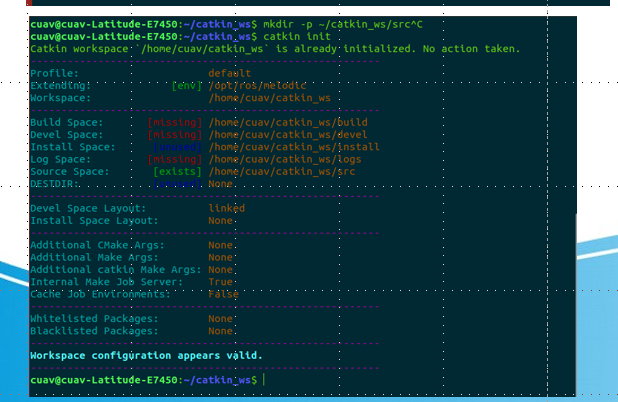 cuav@cuav-Latitude-E7450:~/catkin_ws$ mkdir -p ~/catkin_ws/src^C
cuav@cuav-Latitude-E7450:~/catkin_ws$ catkin init
Catkin workspace `/home/cuav/catkin_ws` is already initialized. No action taken.
Profile: default
Extending: [env] /opt/ros/melodic
Workspace: /home/cuav/catkin_ws
Build Space: [missing] /home/cuav/catkin_ws/build
Devel Space: [missing] /home/cuav/catkin_ws/devel
Install Space: [unused] /home/cuav/catkin_ws/install
Log Space: [missing] /home/cuav/catkin_ws/logs
Source Space: [exists] /home/cuav/catkin_ws/src
DESTDIR: [unused] None
Devel Space Layout: linked
Install Space Layout: None
Additional CMake Args: None
Additional Make Args: None
Additional catkin Make Args: None
Internal Make Job Server: True
Cache Job Environments: False
Whitelisted Packages: None
Blacklisted Packages: None
Workspace configuration appears valid.
cuav@cuav-Latitude-E7450:~/catkin_ws$